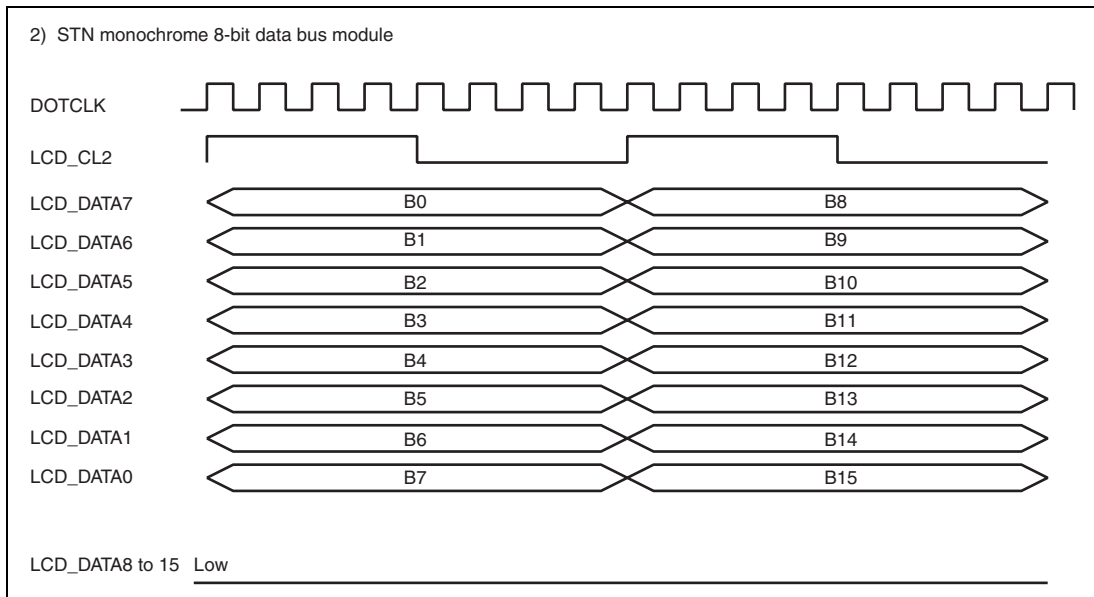 2) STN monochrome 8-bit data bus module
DOTCLK
LCD_CL2
LCD_DATA7 B0 B8
LCD_DATA6 B1 B9
LCD_DATA5 B2 B10
LCD_DATA4 B3 B11
LCD_DATA3 B4 B12
LCD_DATA2 B5 B13
LCD_DATA1 B6 B14
LCD_DATA0 B7 B15
LCD_DATA8 to 15 Low